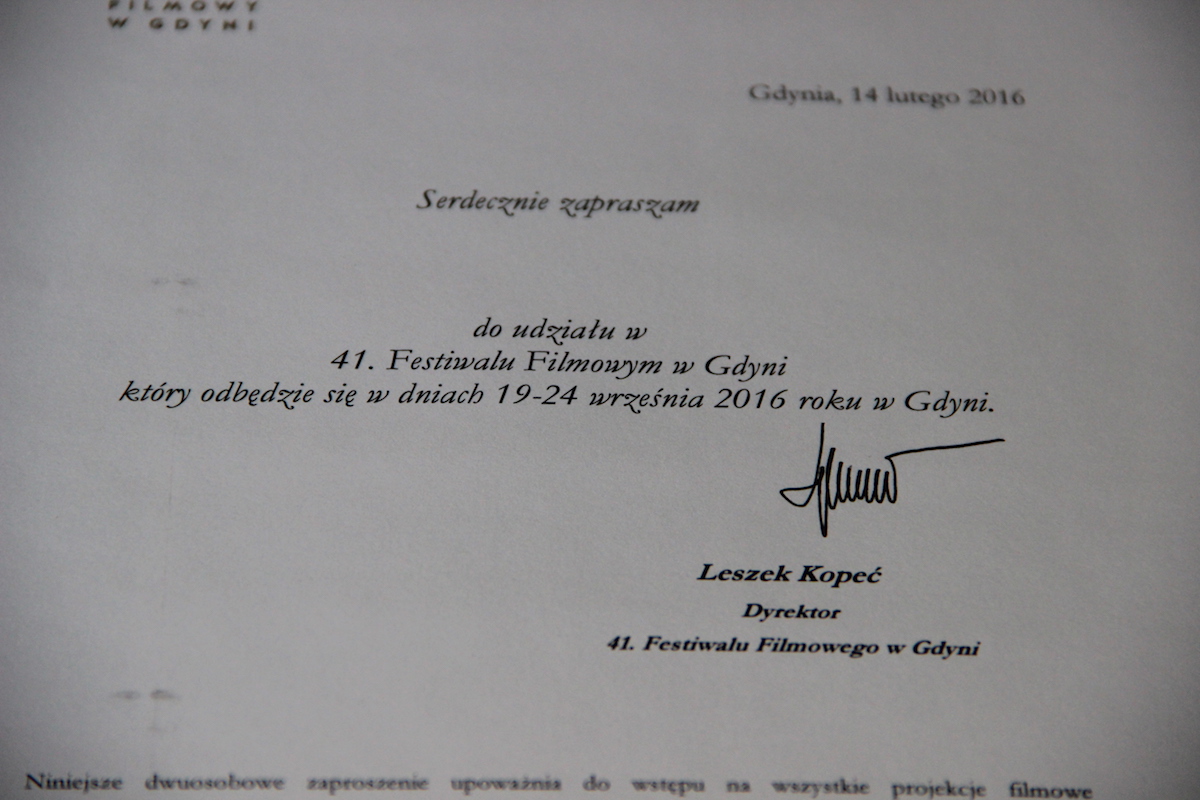 FILMOWY
W GDYNI
Gdynia, 14 lutego 2016
Serdecznie zapraszam
do udziału w
41. Festiwalu Filmowym w Gdyni
który odbędzie się w dniach 19-24 września 2016 roku w Gdyni.
Leszek Kopeć
Dyrektor
41. Festiwalu Filmowego w Gdyni
Niniejsze dwuosobowe zaproszenie upoważnia do wstępu na wszystkie projekcje filmowe